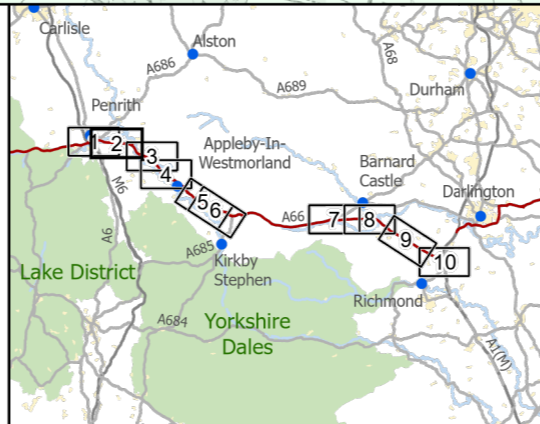 Carlisle
Alston
A686
A689
A68
Durham
Penrith
Appleby-In-
Westmorland
Barnard
Castle
Darlington
1
2
3
4
5
6
A66
7
8
9
10
M6
A6
A685
Kirkby
Stephen
Lake District
Richmond
A684
Yorkshire
Dales
A1(M)